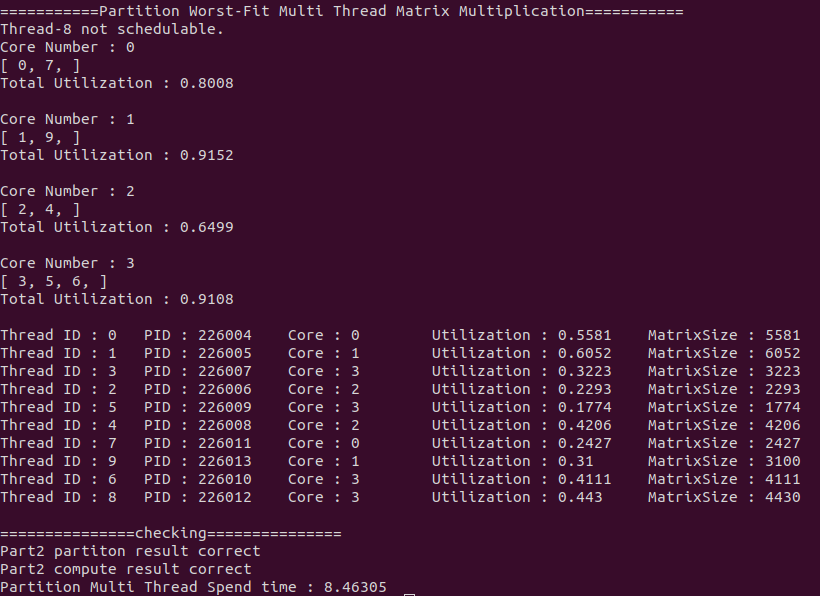 ===========Partition Worst-Fit Multi Thread Matrix Multiplication===========
Thread-8 not schedulable.
Core Number : 0
[ 0, 7, ]
Total Utilization : 0.8008
Core Number : 1
[ 1, 9, ]
Total Utilization : 0.9152
Core Number : 2
[ 2, 4, ]
Total Utilization : 0.6499
Core Number : 3
[ 3, 5, 6, ]
Total Utilization : 0.9108
Thread ID : 0   PID : 226004    Core : 0        Utilization : 0.5581    MatrixSize : 5581
Thread ID : 1   PID : 226005    Core : 1        Utilization : 0.6052    MatrixSize : 6052
Thread ID : 3   PID : 226007    Core : 3        Utilization : 0.3223    MatrixSize : 3223
Thread ID : 2   PID : 226006    Core : 2        Utilization : 0.2293    MatrixSize : 2293
Thread ID : 5   PID : 226009    Core : 3        Utilization : 0.1774    MatrixSize : 1774
Thread ID : 4   PID : 226008    Core : 2        Utilization : 0.4206    MatrixSize : 4206
Thread ID : 7   PID : 226011    Core : 0        Utilization : 0.2427    MatrixSize : 2427
Thread ID : 9   PID : 226013    Core : 1        Utilization : 0.31      MatrixSize : 3100
Thread ID : 6   PID : 226010    Core : 3        Utilization : 0.4111    MatrixSize : 4111
Thread ID : 8   PID : 226012    Core : 3        Utilization : 0.443     MatrixSize : 4430
===============checking===============
Part2 partiton result correct
Part2 compute result correct
Partition Multi Thread Spend time : 8.46305